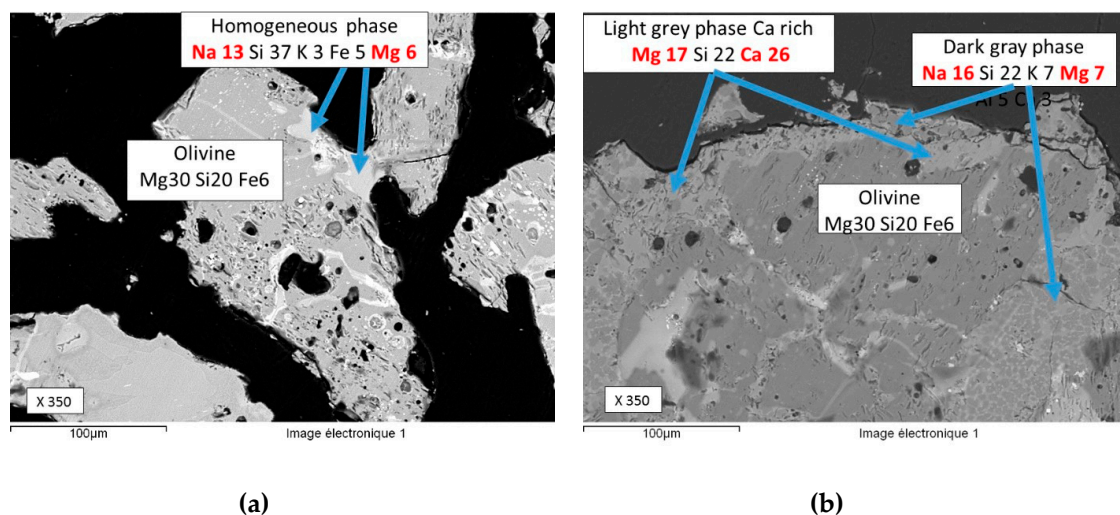 Homogeneous phase
Na 13 Si 37 K 3 Fe 5 Mg 6
Olivine
Mg30 Si20 Fe6
X 350
100µm
Image électronique 1
(a)
Light grey phase Ca rich
Mg 17 Si 22 Ca 26
Dark gray phase
Na 16 Si 22 K 7 Mg 7
Olivine
Mg30 Si20 Fe6
X 350
100µm
Image électronique 1
(b)